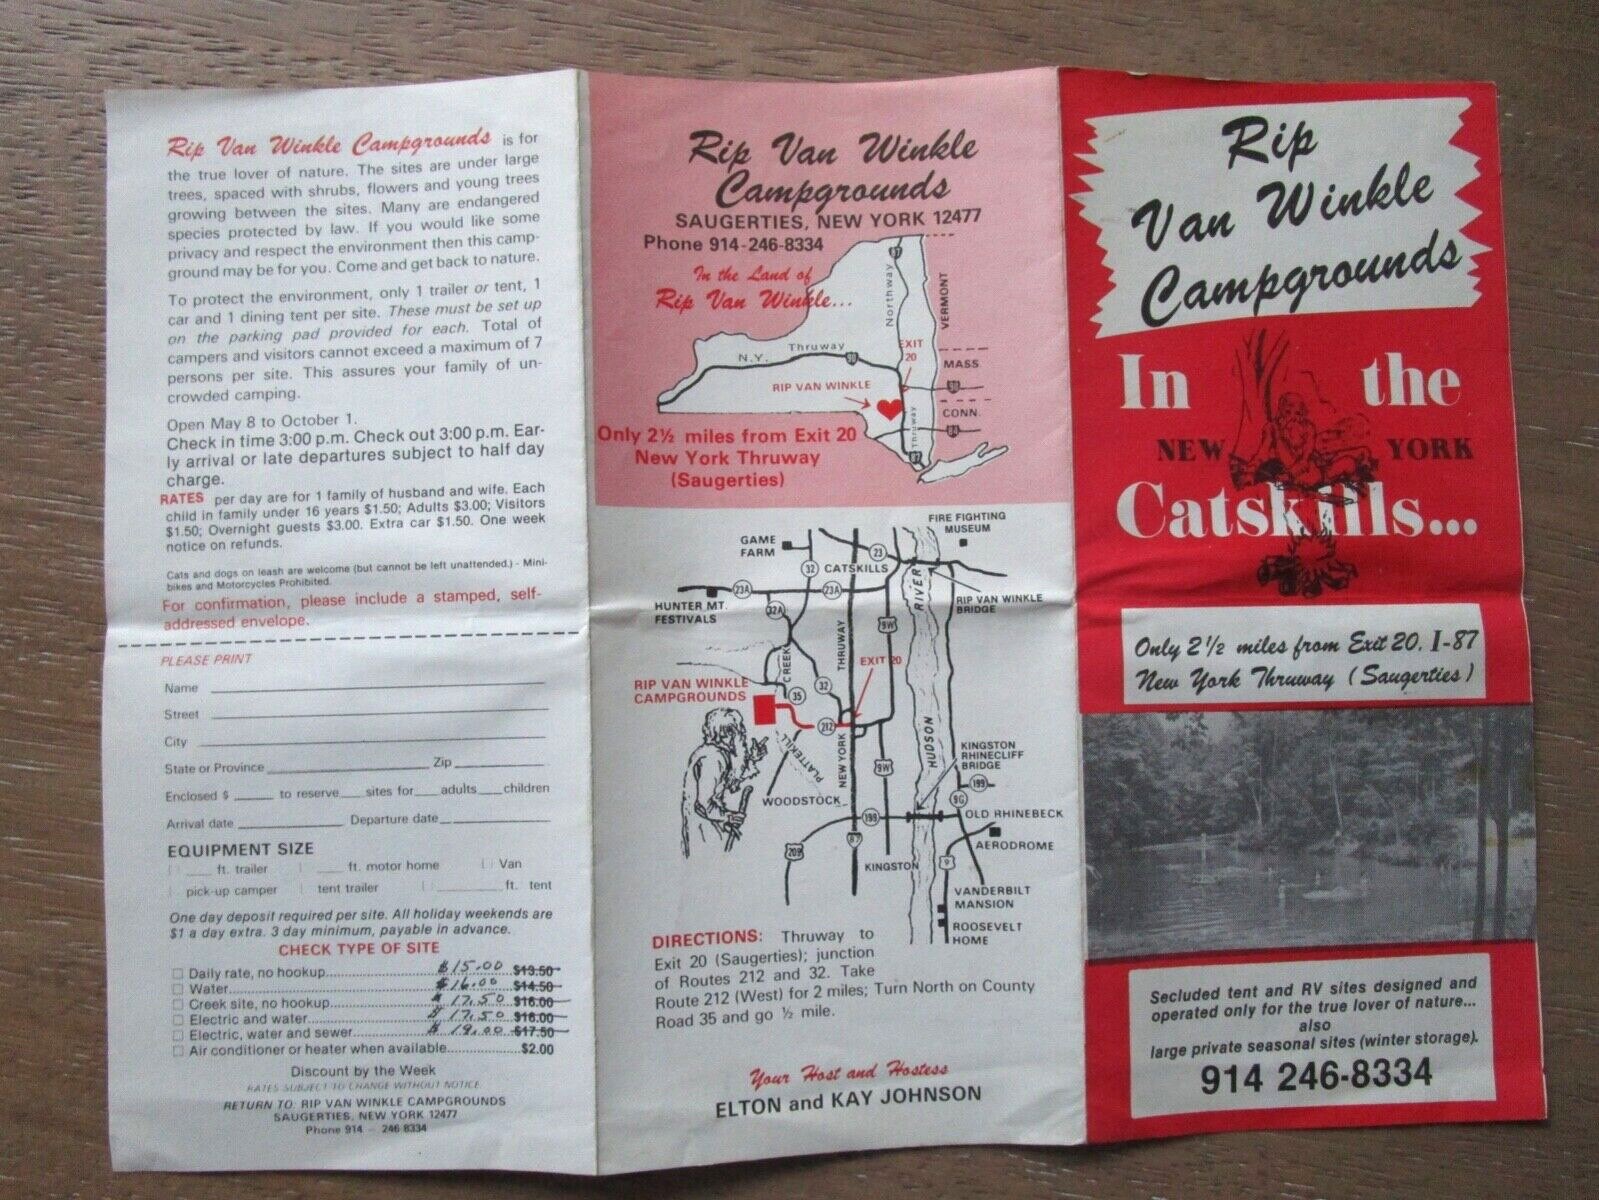 Rip Van Winkle Campgrounds is for
the true lover of nature. The sites are under large
trees, spaced with shrubs, flowers and young trees
growing between the sites. Many are endangered
species protected by law. If you would like some
privacy and respect the environment then this camp-
ground may be for you. Come and get back to nature.
To protect the environment, only 1 trailer or tent, 1
car and 1 dining tent per site. These must be set up
on the parking pad provided for each. Total of
campers and visitors cannot exceed a maximum of 7
persons per site. This assures your family of un-
crowded camping.
Open May 8 to October 1.
Check in time 3:00 p.m. Check out 3:00 p.m. Ear-
ly arrival or late departures subject to half day
charge.
RATES per day are for 1 family of husband and wife. Each
child in family under 16 years $1.50; Adults $3.00; Visitors
$1.50; Overnight guests $3.00. Extra car $1.50. One week
notice on refunds.
Cats and dogs on leash are welcome (but cannot be left unattended.) - Mini-
bikes and Motorcycles Prohibited.
For confirmation, please include a stamped, self-
addressed envelope.
PLEASE PRINT
Name
Street
City
State or Province Zip
Enclosed $ to reserve sites for adults children
Arrival date Departure date
EQUIPMENT SIZE
ft. trailer ft. motor home Van
pick-up camper tent trailer ft. tent
One day deposit required per site. All holiday weekends are
$1 a day extra. 3 day minimum, payable in advance.
CHECK TYPE OF SITE
Daily rate, no hookup $15.00 $13.50
Water $16.00 $14.50
Creek site, no hookup $17.50 $16.00
Electric and water $17.50 $16.00
Electric, water and sewer $19.00 $17.50
Air conditioner or heater when available $2.00
Discount by the Week
RATES SUBJECT TO CHANGE WITHOUT NOTICE
RETURN TO: RIP VAN WINKLE CAMPGROUNDS
SAUGERTIES, NEW YORK 12477
Phone 914 - 246 8334
Rip Van Winkle
Campgrounds
SAUGERTIES, NEW YORK 12477
Phone 914-246-8334
In the Land of
Rip Van Winkle...
87
Northway
VERMONT
EXIT
20
N.Y. Thruway
90
MASS
RIP VAN WINKLE
90
CONN.
Thruway
84
87
Only 2½ miles from Exit 20
New York Thruway
(Saugerties)
FIRE FIGHTING
MUSEUM
GAME
FARM
32
23
CATSKILLS
RIVER
23A
23A
RIP VAN WINKLE
BRIDGE
HUNTER MT.
FESTIVALS
32A
9W
THRUWAY
CREEK
EXIT 20
RIP VAN WINKLE
CAMPGROUNDS
35
32
212
HUDSON
KINGSTON
RHINECLIFF
BRIDGE
PLATTEKILL
NEW YORK
9W
199
9G
WOODSTOCK
199
OLD RHINEBECK
AERODROME
209
87
KINGSTON
9
VANDERBILT
MANSION
ROOSEVELT
HOME
DIRECTIONS: Thruway to
Exit 20 (Saugerties); junction
of Routes 212 and 32. Take
Route 212 (West) for 2 miles; Turn North on County
Road 35 and go ½ mile.
Your Host and Hostess
ELTON and KAY JOHNSON
Rip
Van Winkle
Campgrounds
In the
NEW YORK
Catskills...
Only 2 1/2 miles from Exit 20, I-87
New York Thruway (Saugerties)
Secluded tent and RV sites designed and
operated only for the true lover of nature...
also
large private seasonal sites (winter storage).
914 246-8334